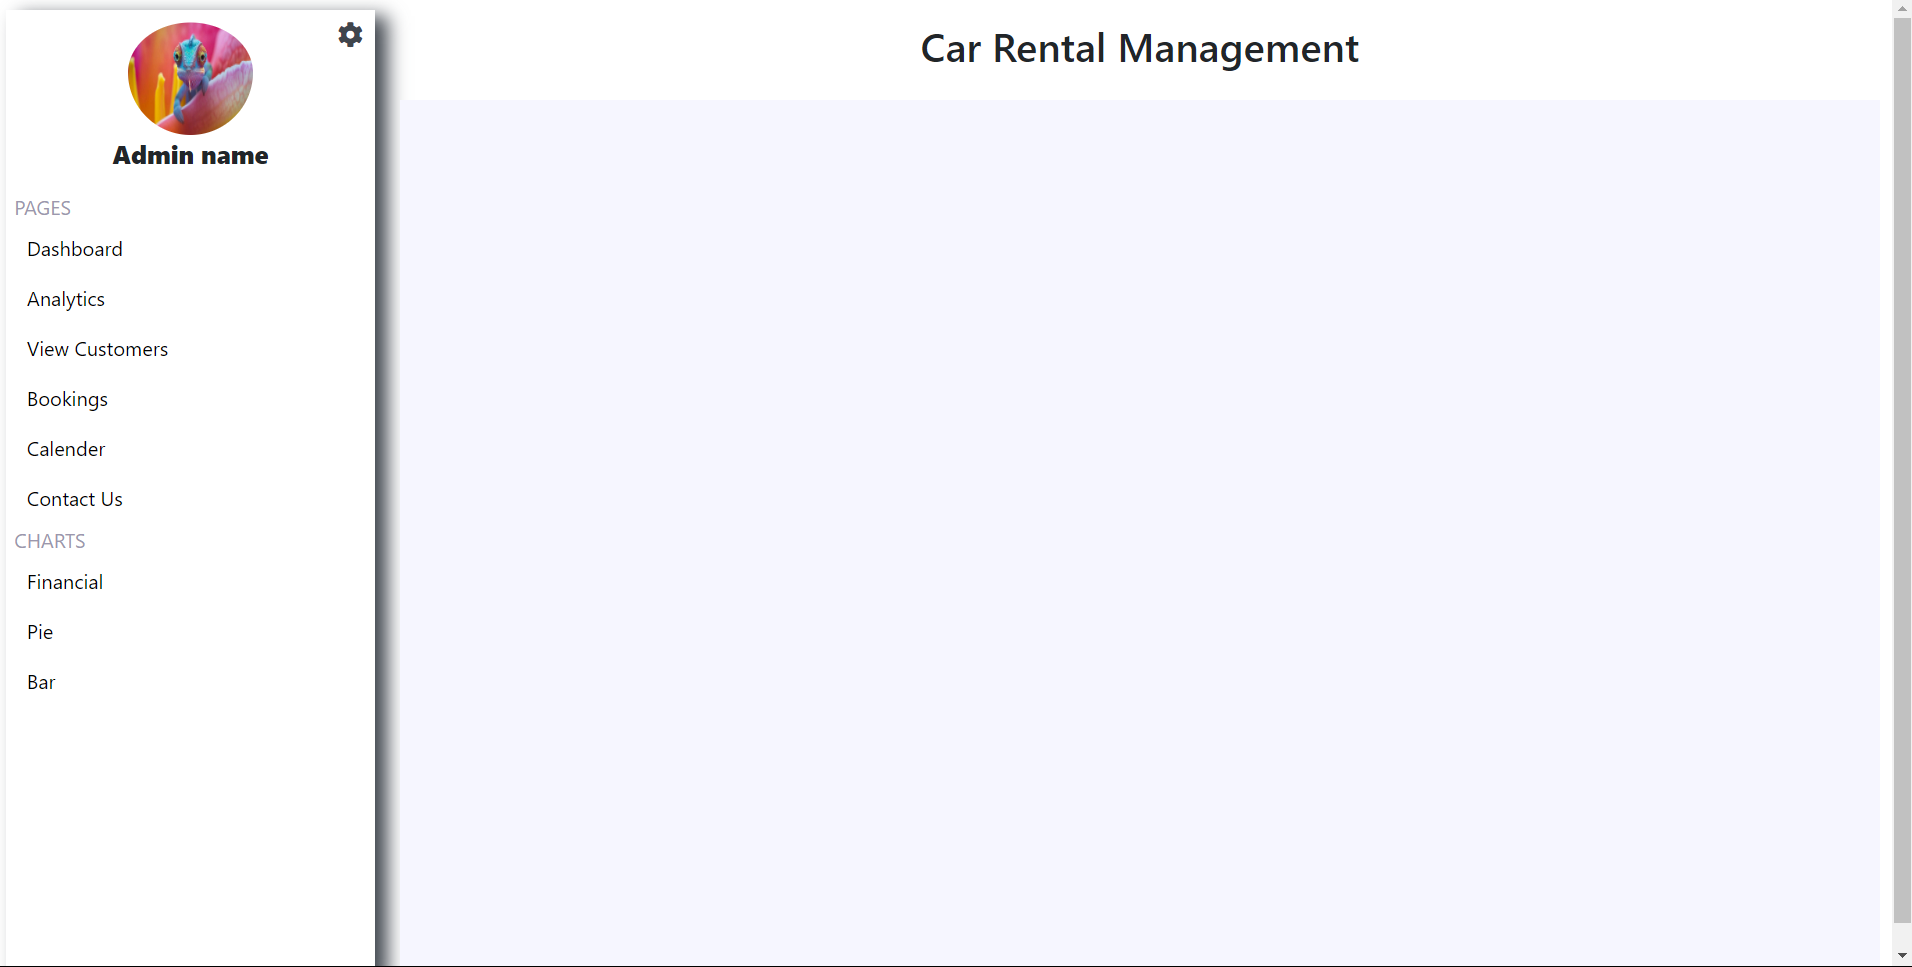 Admin name
PAGES
Dashboard
Analytics
View Customers
Bookings
Calender
Contact Us
CHARTS
Financial
Pie
Bar
Car Rental Management